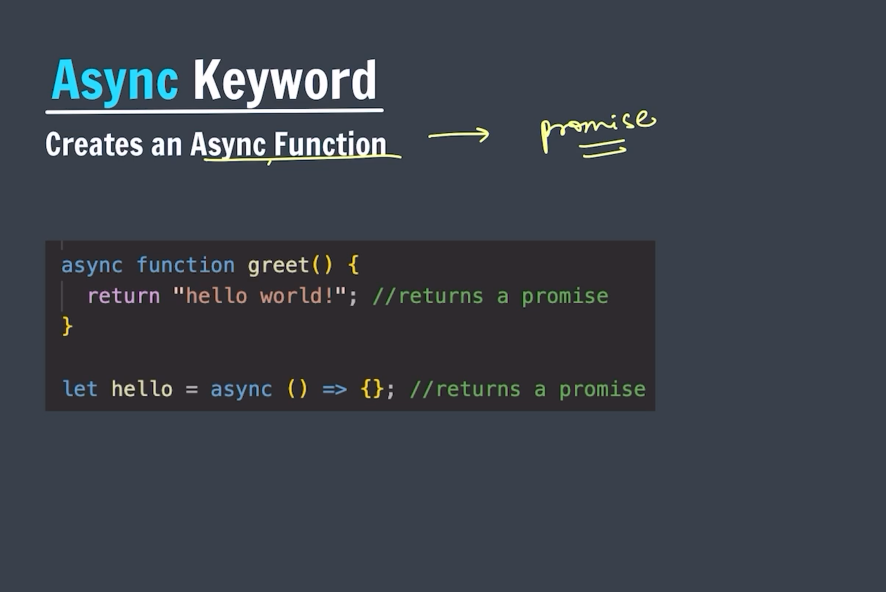 Async Keyword
Creates an Async Function → promise
async function greet() {
return "hello world!"; //returns a promise
}
let hello = async () => {}; //returns a promise